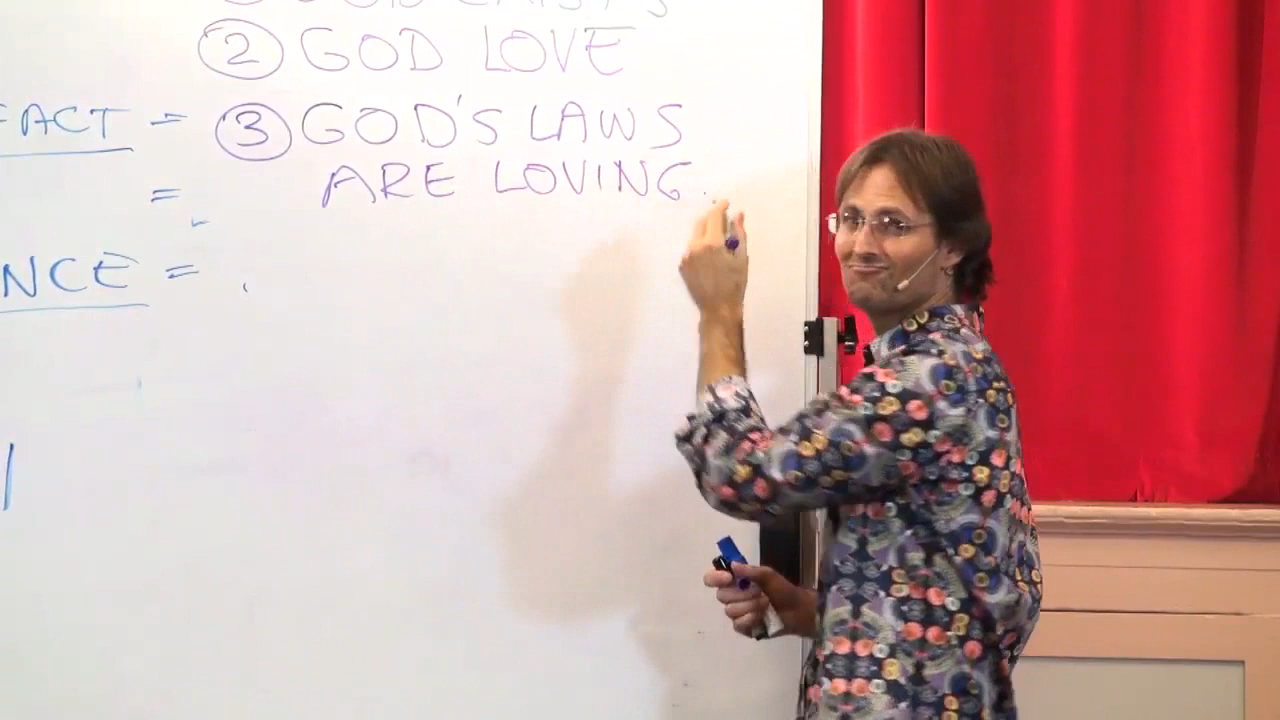 ② GOD LOVE
FACT = ③ GOD'S LAWS
= ARE LOVING.
NCE =